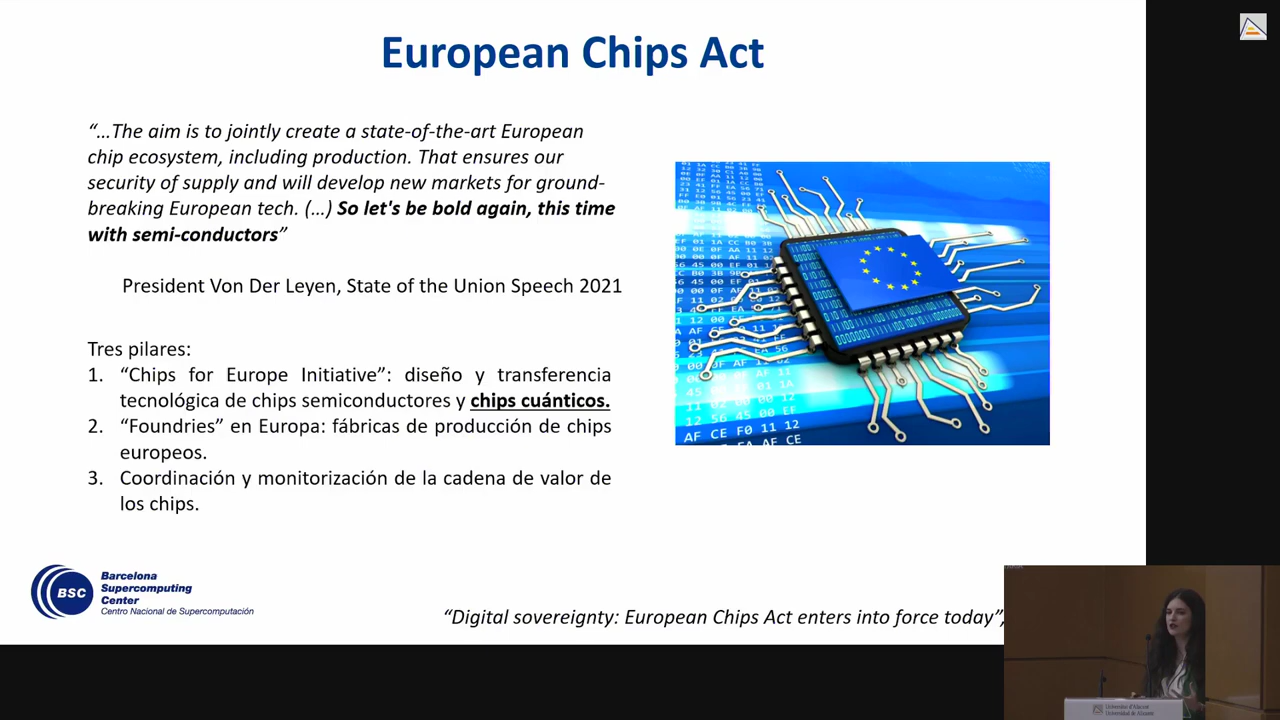 European Chips Act
“…The aim is to jointly create a state-of-the-art European
chip ecosystem, including production. That ensures our
security of supply and will develop new markets for ground-
breaking European tech. (…) So let's be bold again, this time
with semi-conductors”
President Von Der Leyen, State of the Union Speech 2021
Tres pilares:
1. “Chips for Europe Initiative”: diseño y transferencia
tecnológica de chips semiconductores y chips cuánticos.
2. “Foundries” en Europa: fábricas de producción de chips
europeos.
3. Coordinación y monitorización de la cadena de valor de
los chips.
BSC
Barcelona
Supercomputing
Center
Centro Nacional de Supercomputación
“Digital sovereignty: European Chips Act enters into force today”,
Universitat d'Alacant
Universidad de Alicante